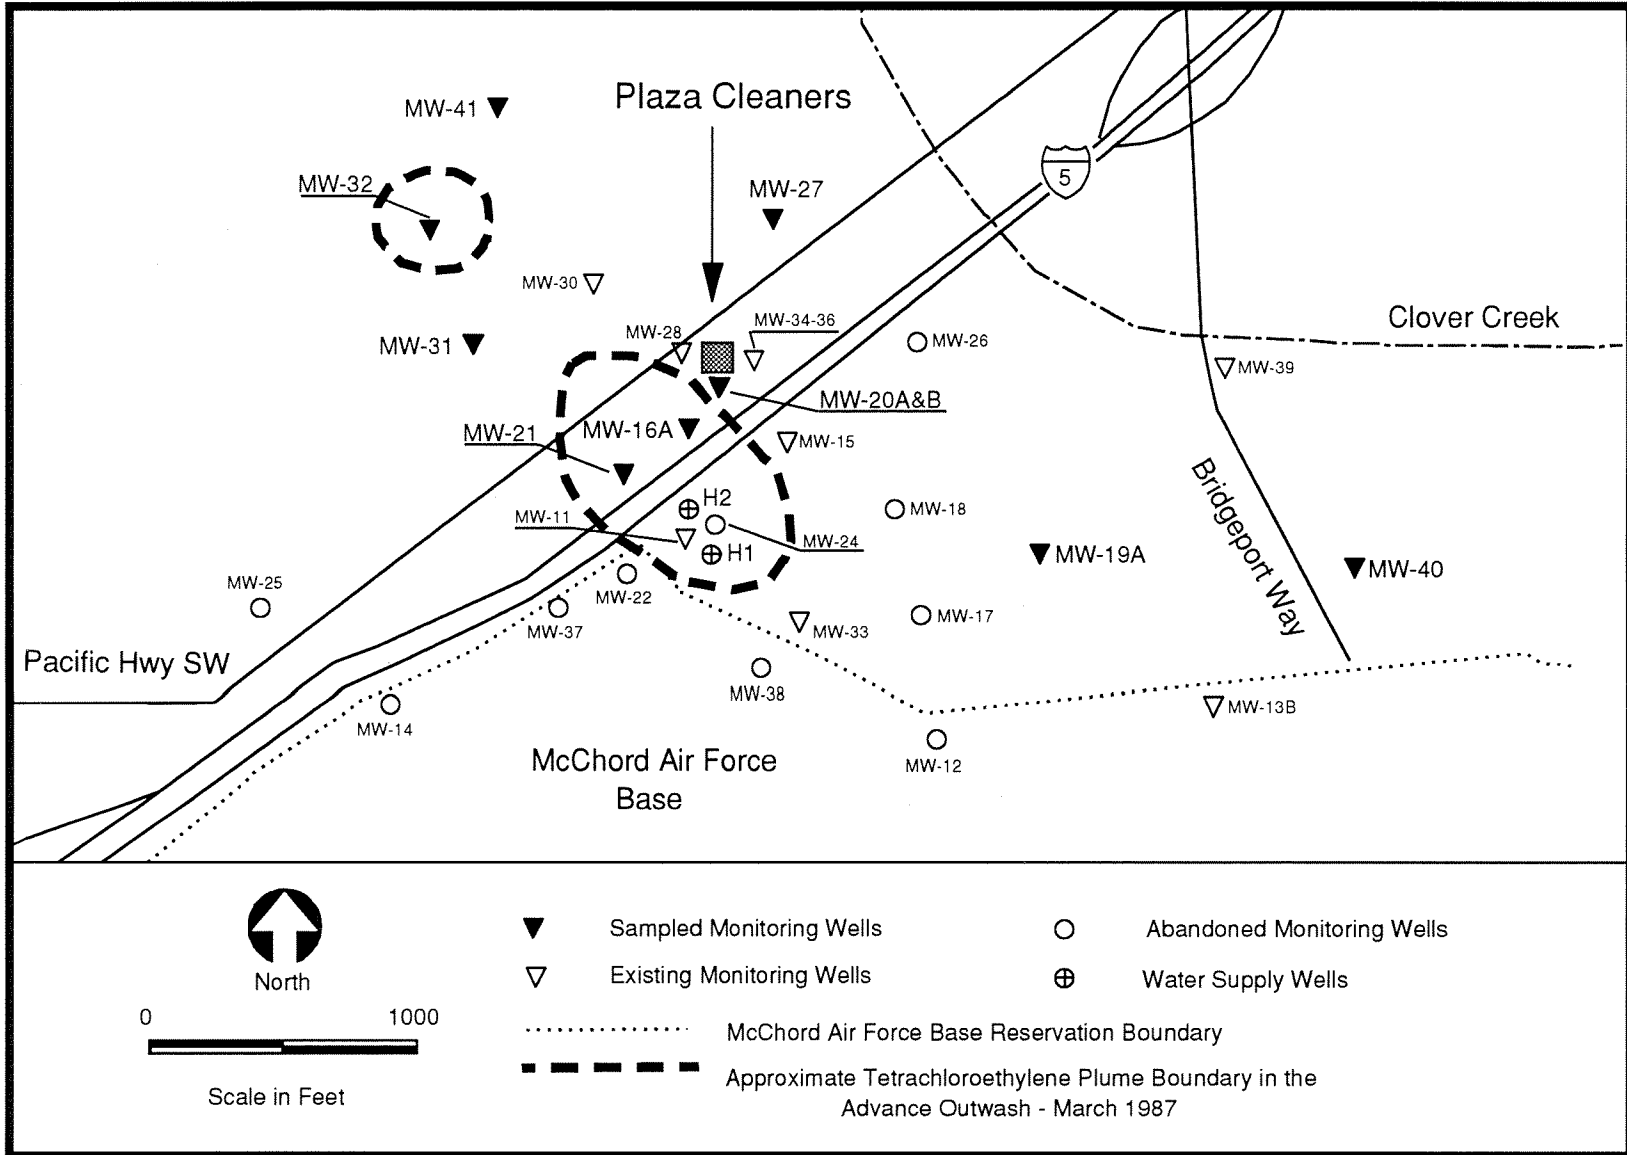 Plaza Cleaners
MW-41
MW-32
MW-27
5
MW-30
MW-28
MW-34-36
MW-31
MW-26
Clover Creek
MW-39
MW-20A&B
MW-21
MW-16A
MW-15
H2
MW-11
MW-18
H1
MW-24
MW-19A
MW-40
Bridgeport Way
MW-25
MW-22
MW-37
MW-33
MW-17
Pacific Hwy SW
MW-38
MW-14
MW-13B
McChord Air Force
Base
MW-12
North
0 1000
Scale in Feet
Sampled Monitoring Wells
Existing Monitoring Wells
Abandoned Monitoring Wells
Water Supply Wells
McChord Air Force Base Reservation Boundary
Approximate Tetrachloroethylene Plume Boundary in the
Advance Outwash - March 1987